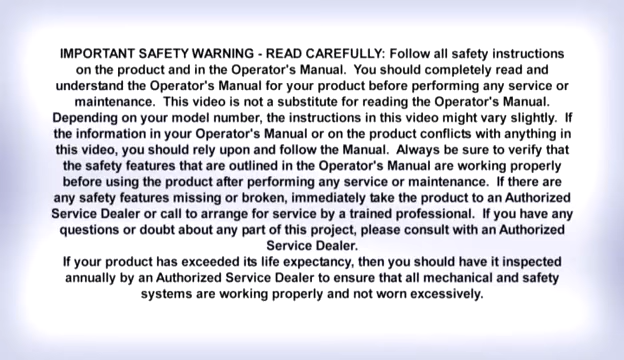 IMPORTANT SAFETY WARNING - READ CAREFULLY: Follow all safety instructions
on the product and in the Operator's Manual. You should completely read and
understand the Operator's Manual for your product before performing any service or
maintenance. This video is not a substitute for reading the Operator's Manual.
Depending on your model number, the instructions in this video might vary slightly. If
the information in your Operator's Manual or on the product conflicts with anything in
this video, you should rely upon and follow the Manual. Always be sure to verify that
the safety features that are outlined in the Operator's Manual are working properly
before using the product after performing any service or maintenance. If there are
any safety features missing or broken, immediately take the product to an Authorized
Service Dealer or call to arrange for service by a trained professional. If you have any
questions or doubt about any part of this project, please consult with an Authorized
Service Dealer.
If your product has exceeded its life expectancy, then you should have it inspected
annually by an Authorized Service Dealer to ensure that all mechanical and safety
systems are working properly and not worn excessively.